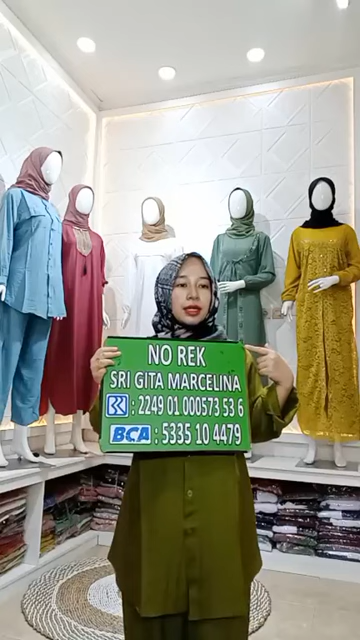 NO REK
SRI GITA MARCELINA
: 2249 01 000573 53 6
BCA : 5335 10 4479